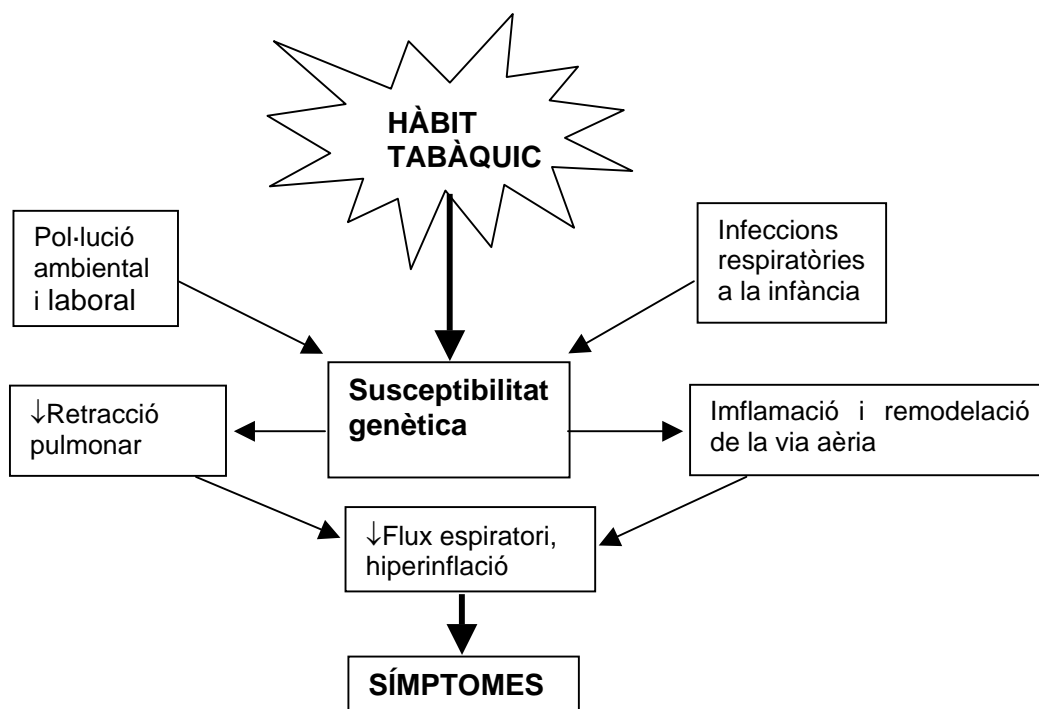 HÀBIT
TABÀQUIC
Pol·lució
ambiental
i laboral
Infeccions
respiratòries
a la infància
Susceptibilitat
genètica
↓Retracció
pulmonar
Imflamació i remodelació
de la via aèria
↓Flux espiratori,
hiperinflació
SÍMPTOMES